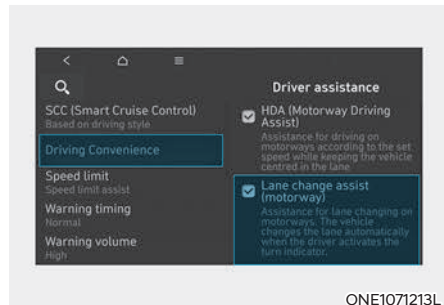 Driver assistance
SCC (Smart Cruise Control)
Based on driving style
Driving Convenience
Speed limit
Speed limit assist
Warning timing
Normal
Warning volume
High
HDA (Motorway Driving
Assist)
Assistance for driving on
motorways according to the set
speed while keeping the vehicle
centred in the lane
Lane change assist
(motorway)
Assistance for lane changing on
motorways. The vehicle
changes the lane automatically
when the driver activates the
turn indicator.
ONE1071213L